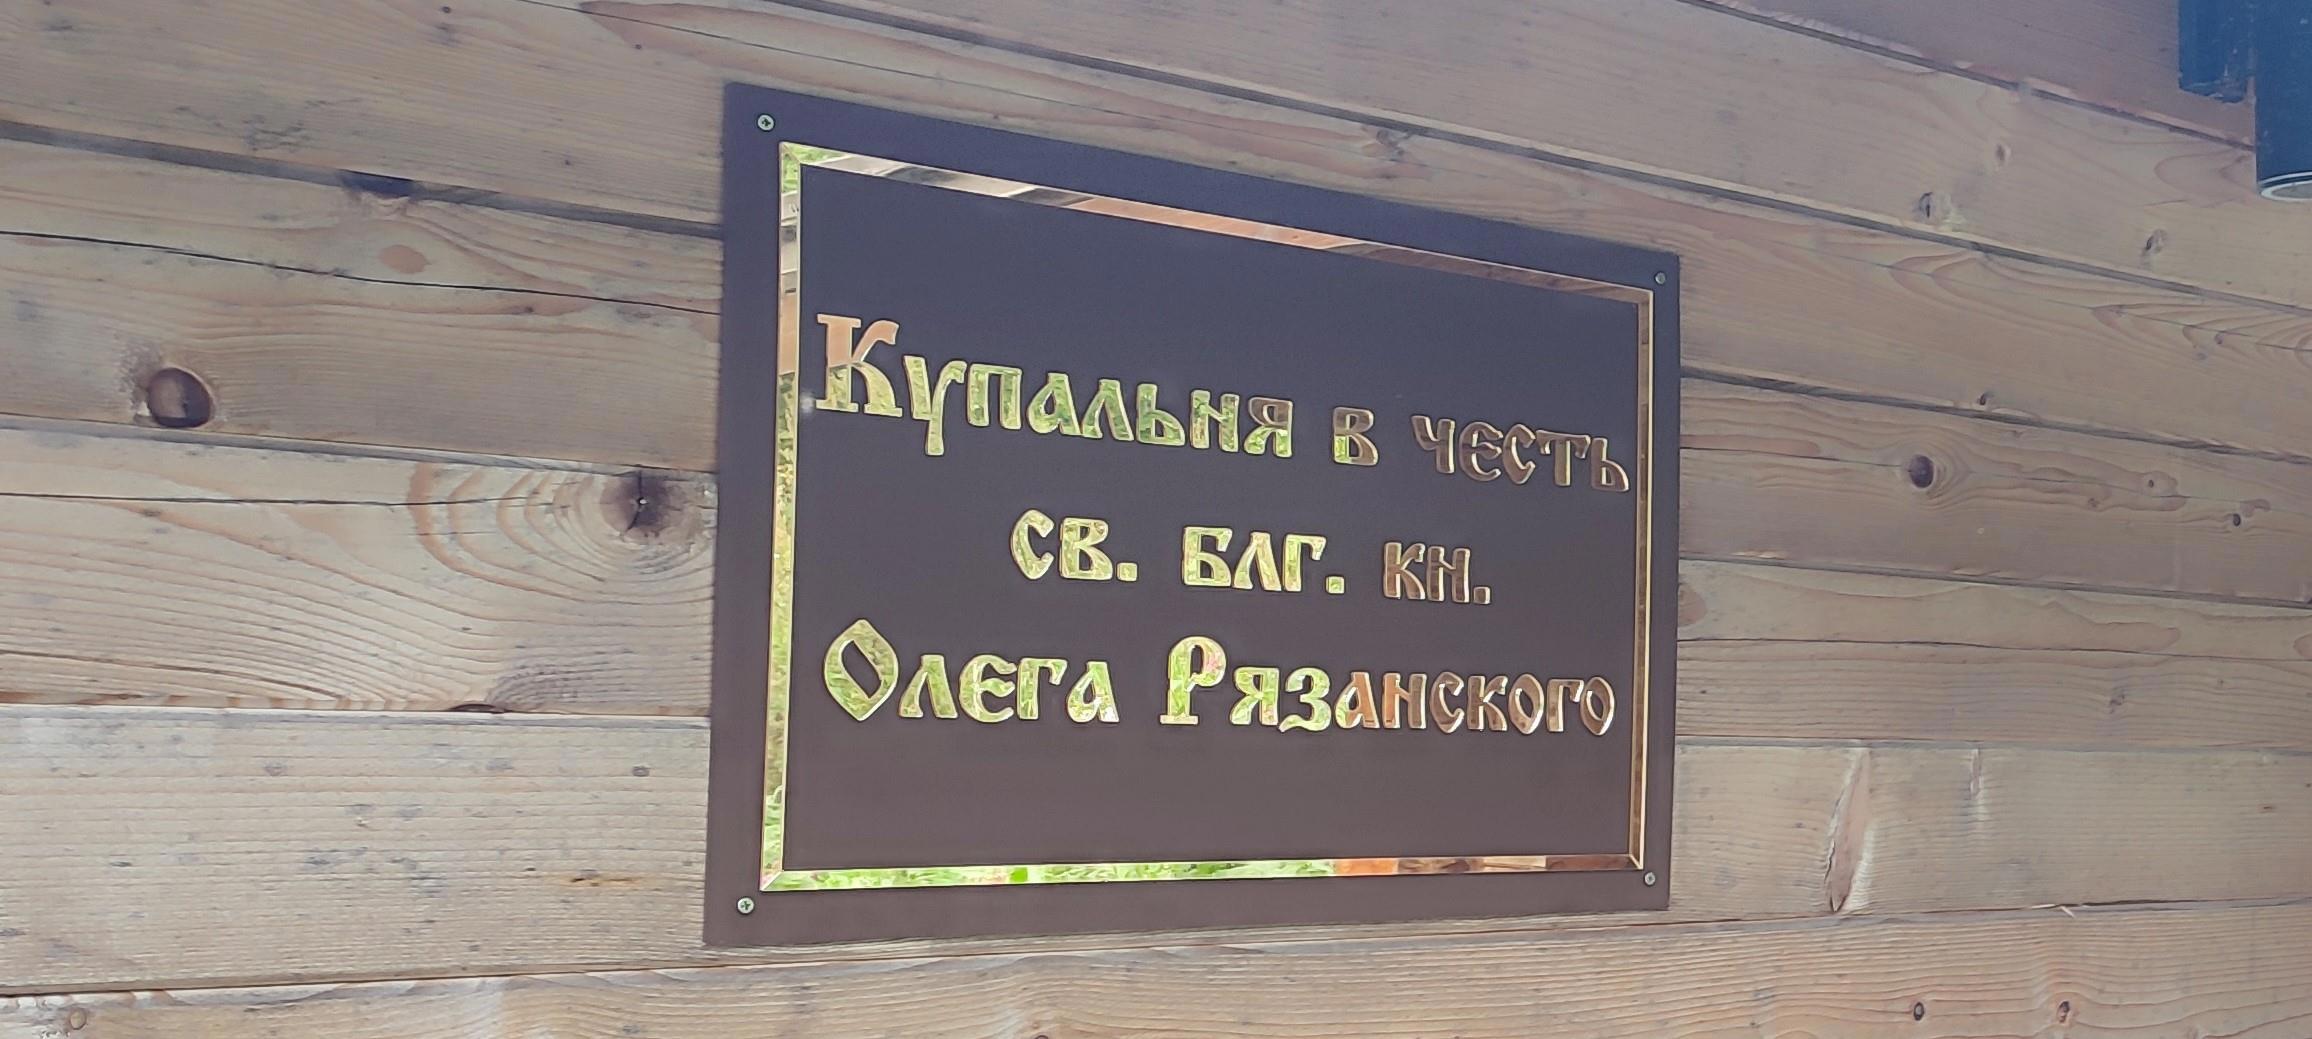 Купальня в честь
св. блг. кн.
Олега Рязанского